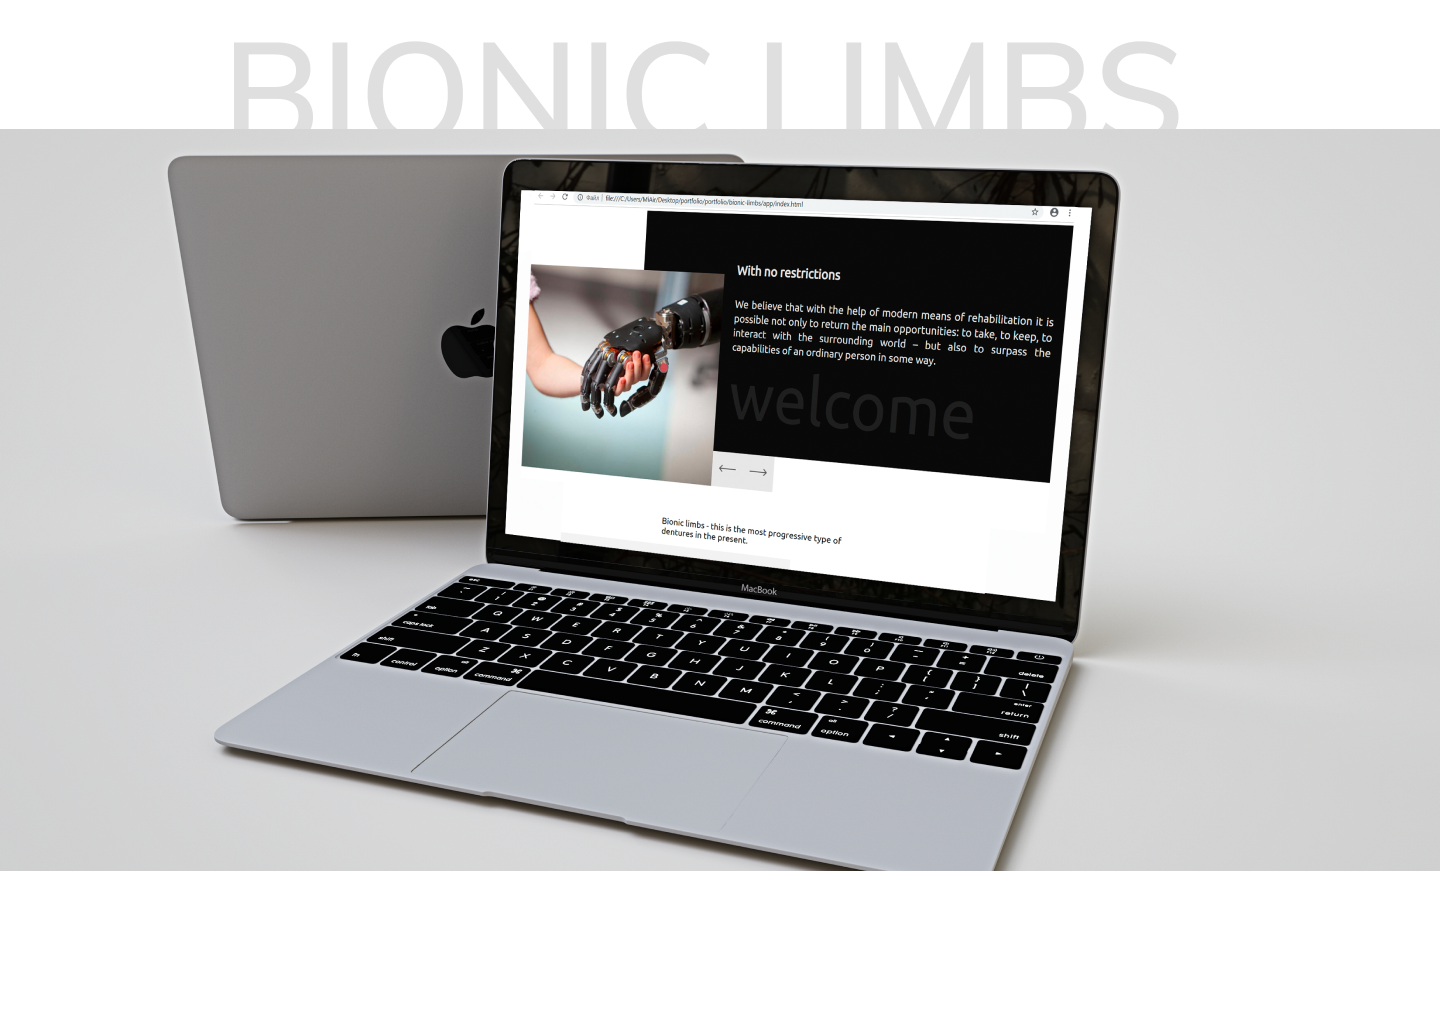 BIONIC LIMBS
Файл file:///C:/Users/MiAir/Desktop/portfolio/portfolio/bionic-limbs/app/index.html
With no restrictions
We believe that with the help of modern means of rehabilitation it is
possible not only to return the main opportunities: to take, to keep, to
interact with the surrounding world – but also to surpass the
capabilities of an ordinary person in some way.
welcome
Bionic limbs - this is the most progressive type of
dentures in the present.
MacBook
esc
Q W E R T Y U I O P
tab
delete
caps lock A S D F G H J K L
return
enter
shift Z X C V B N M
shift
fn control option command
command option
alt